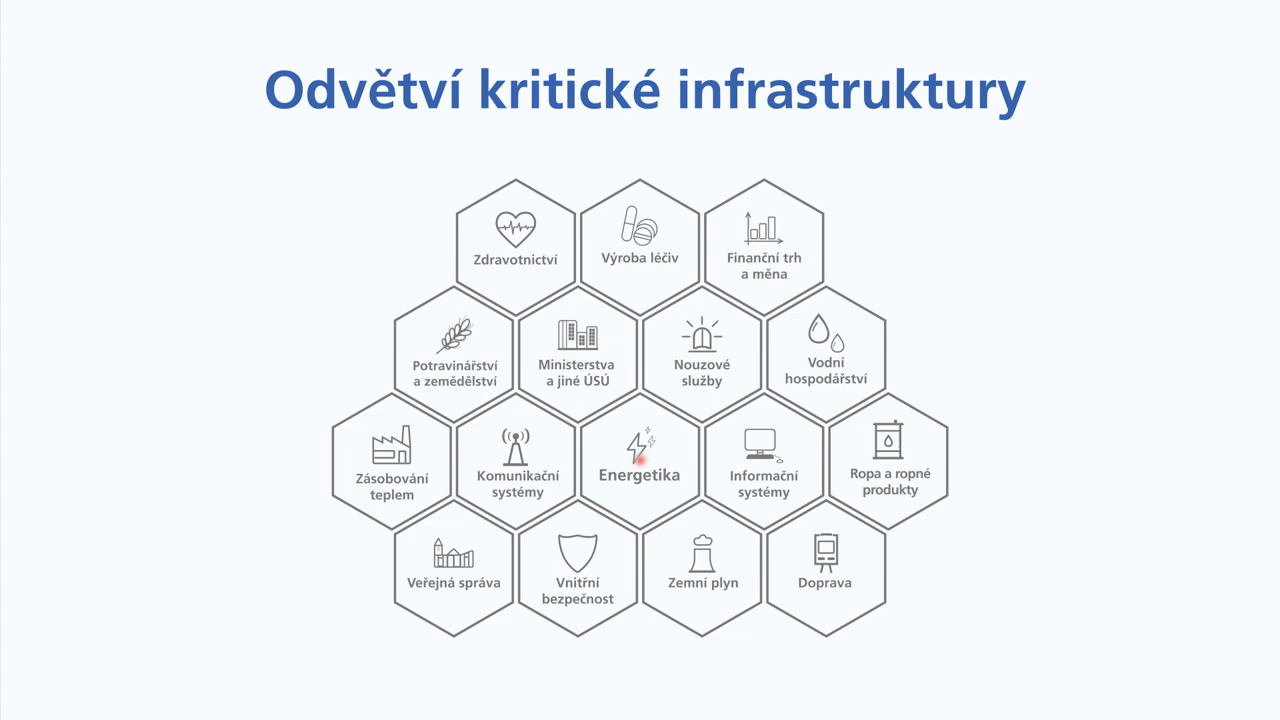 Odvětví kritické infrastruktury
Zdravotnictví
Výroba léčiv
Finanční trh
a měna
Potravinářství
a zemědělství
Ministerstva
a jiné ÚSÚ
Nouzové
služby
Vodní
hospodářství
Zásobování
teplem
Komunikační
systémy
Energetika
Informační
systémy
Ropa a ropné
produkty
Veřejná správa
Vnitřní
bezpečnost
Zemní plyn
Doprava